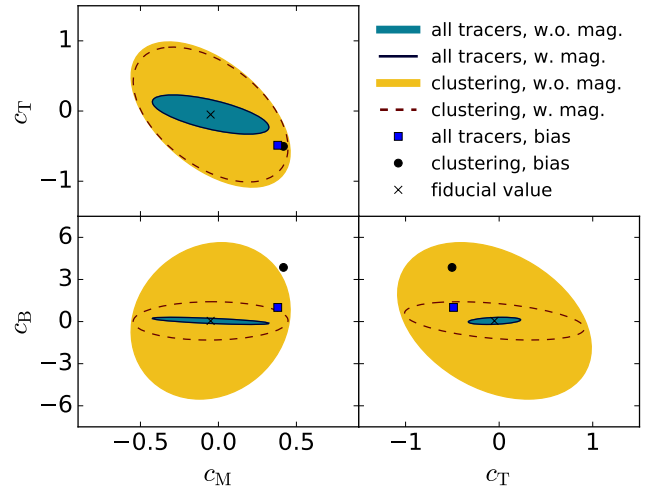 1
0
−1
c_T
all tracers, w.o. mag.
all tracers, w. mag.
clustering, w.o. mag.
clustering, w. mag.
all tracers, bias
clustering, bias
fiducial value
6
3
0
−3
−6
c_B
−0.5 0.0 0.5
c_M
−1 0 1
c_T